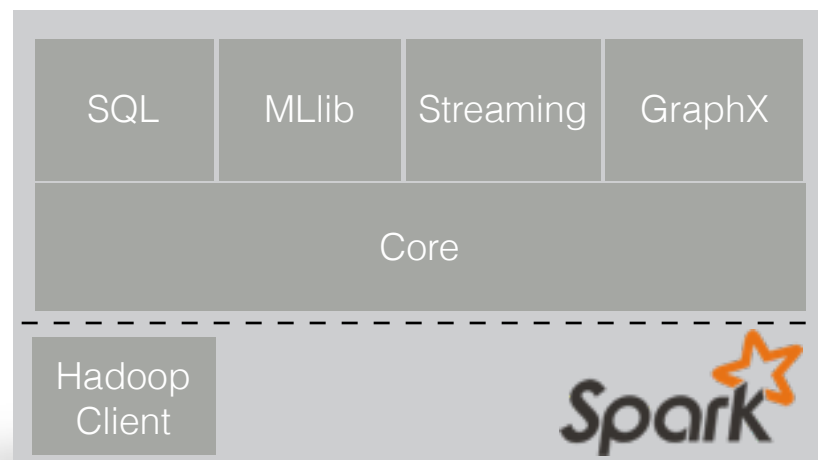 SQL
MLlib
Streaming
GraphX
Core
Hadoop
Client
Spark